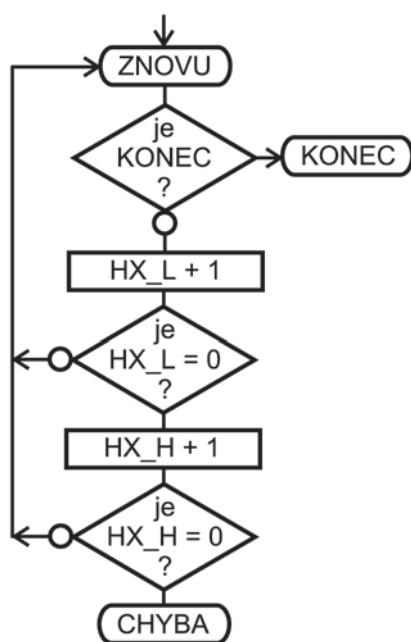 ZNOVU
je
KONEC
?
KONEC
HX_L + 1
je
HX_L = 0
?
HX_H + 1
je
HX_H = 0
?
CHYBA